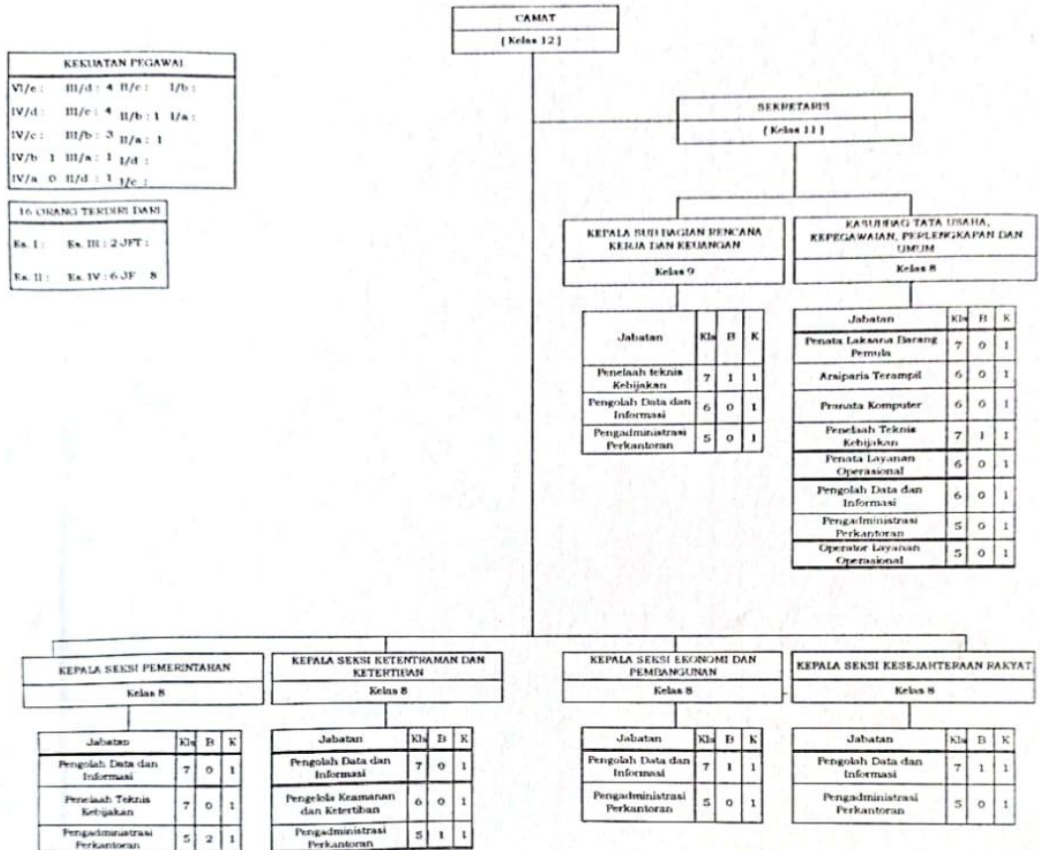 CAMAT
[ Kelas 12 ]
KEKUATAN PEGAWAI
VI/e : III/d : 4 II/c : I/b :
IV/d : III/c : 4 II/b : 1 I/a :
IV/c : III/b : 3 II/a : 1
IV/b 1 III/a : 1 I/d :
IV/a 0 II/d : 1 I/c :
16 ORANG TERDIRI DARI
Es. I : Es. III : 2 JFT :
Es. II : Es. IV : 6 JF 8
SEKRETARIS
( Kelas 11 )
KEPALA SUB BAGIAN RENCANA
KERJA DAN KEUANGAN
Kelas 9
Jabatan Kls B K
Penelaah teknis
Kebijakan 7 1 1
Pengolah Data dan
Informasi 6 0 1
Pengadministrasi
Perkantoran 5 0 1
KASUBBAG TATA USAHA,
KEPEGAWAIAN, PERLENGKAPAN DAN
UMUM
Kelas 8
Jabatan Kls B K
Penata Laksana Barang
Pemula 7 0 1
Arsiparis Terampil 6 0 1
Pranata Komputer 6 0 1
Penelaah Teknis
Kebijakan 7 1 1
Penata Layanan
Operasional 6 0 1
Pengolah Data dan
Informasi 6 0 1
Pengadministrasi
Perkantoran 5 0 1
Operator Layanan
Operasional 5 0 1
KEPALA SEKSI PEMERINTAHAN
Kelas 8
Jabatan Kls B K
Pengolah Data dan
Informasi 7 0 1
Penelaah Teknis
Kebijakan 7 0 1
Pengadministrasi
Perkantoran 5 2 1
KEPALA SEKSI KETENTRAMAN DAN
KETERTIBAN
Kelas 8
Jabatan Kls B K
Pengolah Data dan
Informasi 7 0 1
Pengelola Keamanan
dan Ketertiban 6 0 1
Pengadministrasi
Perkantoran 5 1 1
KEPALA SEKSI EKONOMI DAN
PEMBANGUNAN
Kelas 8
Jabatan Kls B K
Pengolah Data dan
Informasi 7 1 1
Pengadministrasi
Perkantoran 5 0 1
KEPALA SEKSI KESEJAHTERAAN RAKYAT
Kelas 8
Jabatan Kls B K
Pengolah Data dan
Informasi 7 1 1
Pengadministrasi
Perkantoran 5 0 1